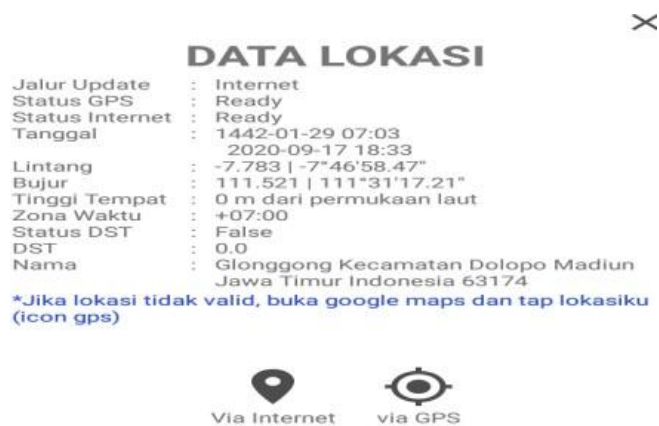 DATA LOKASI
Jalur Update : Internet
Status GPS : Ready
Status Internet : Ready
Tanggal : 1442-01-29 07:03
2020-09-17 18:33
Lintang : -7.783 | -7°46'58.47"
Bujur : 111.521 | 111°31'17.21"
Tinggi Tempat : 0 m dari permukaan laut
Zona Waktu : +07:00
Status DST : False
DST : 0.0
Nama : Glonggong Kecamatan Dolopo Madiun
Jawa Timur Indonesia 63174
*Jika lokasi tidak valid, buka google maps dan tap lokasiku
(icon gps)
Via Internet via GPS